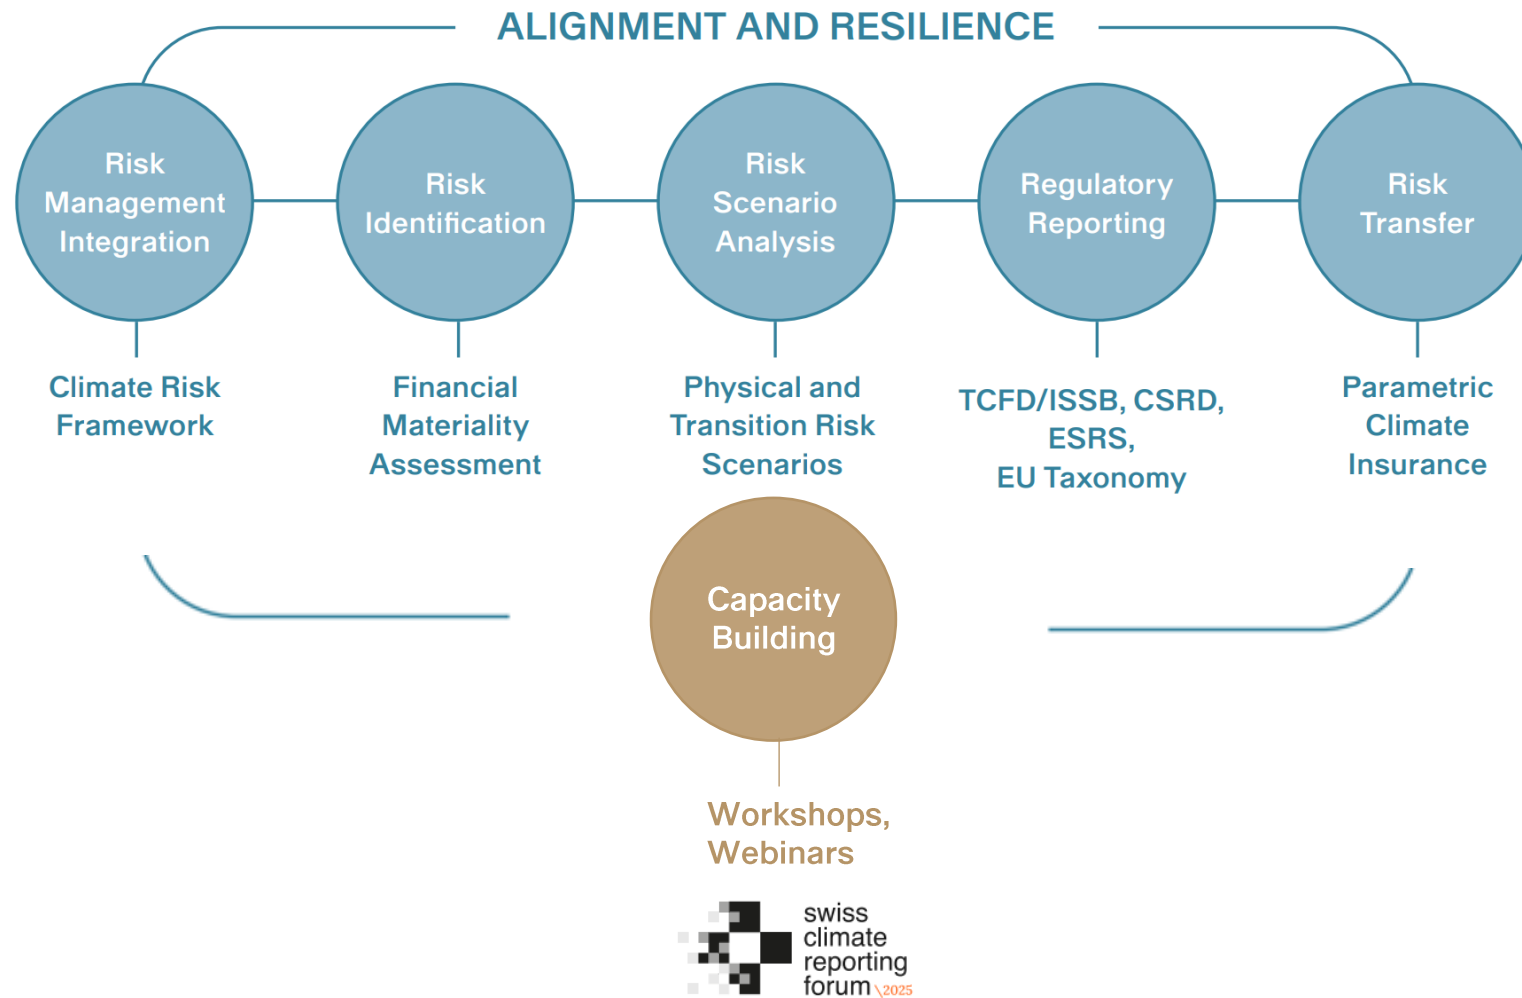 ALIGNMENT AND RESILIENCE
Risk
Management
Integration
Risk
Identification
Risk
Scenario
Analysis
Regulatory
Reporting
Risk
Transfer
Climate Risk
Framework
Financial
Materiality
Assessment
Physical and
Transition Risk
Scenarios
TCFD/ISSB, CSRD,
ESRS,
EU Taxonomy
Parametric
Climate
Insurance
Capacity
Building
Workshops,
Webinars
swiss
climate
reporting
forum \2025